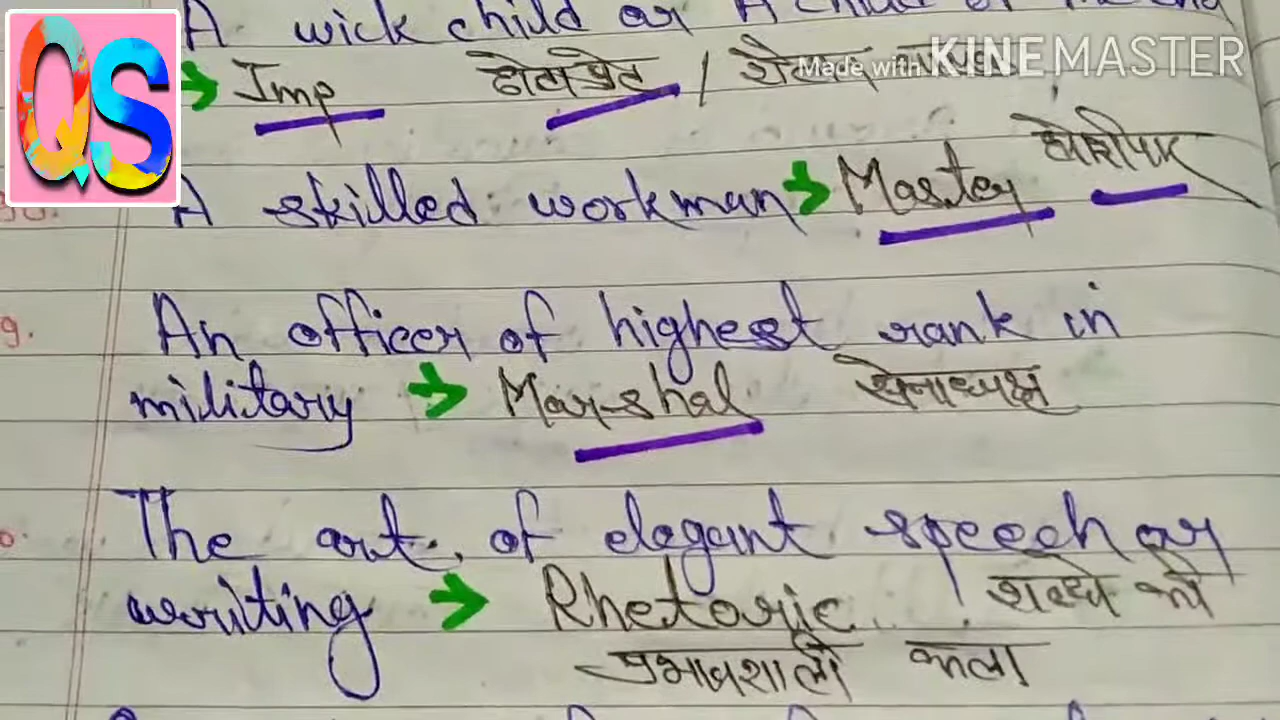 QS
Made with KINEMASTER
A wick child or A child of
Imp छोटा प्रेत /
A skilled workman Master होशीयार
9. An officer of highest rank in
military Marshal सेनाध्यक्ष
The art of elegant speech or
writing Rhetoric शब्दो की
प्रभावशाली कला